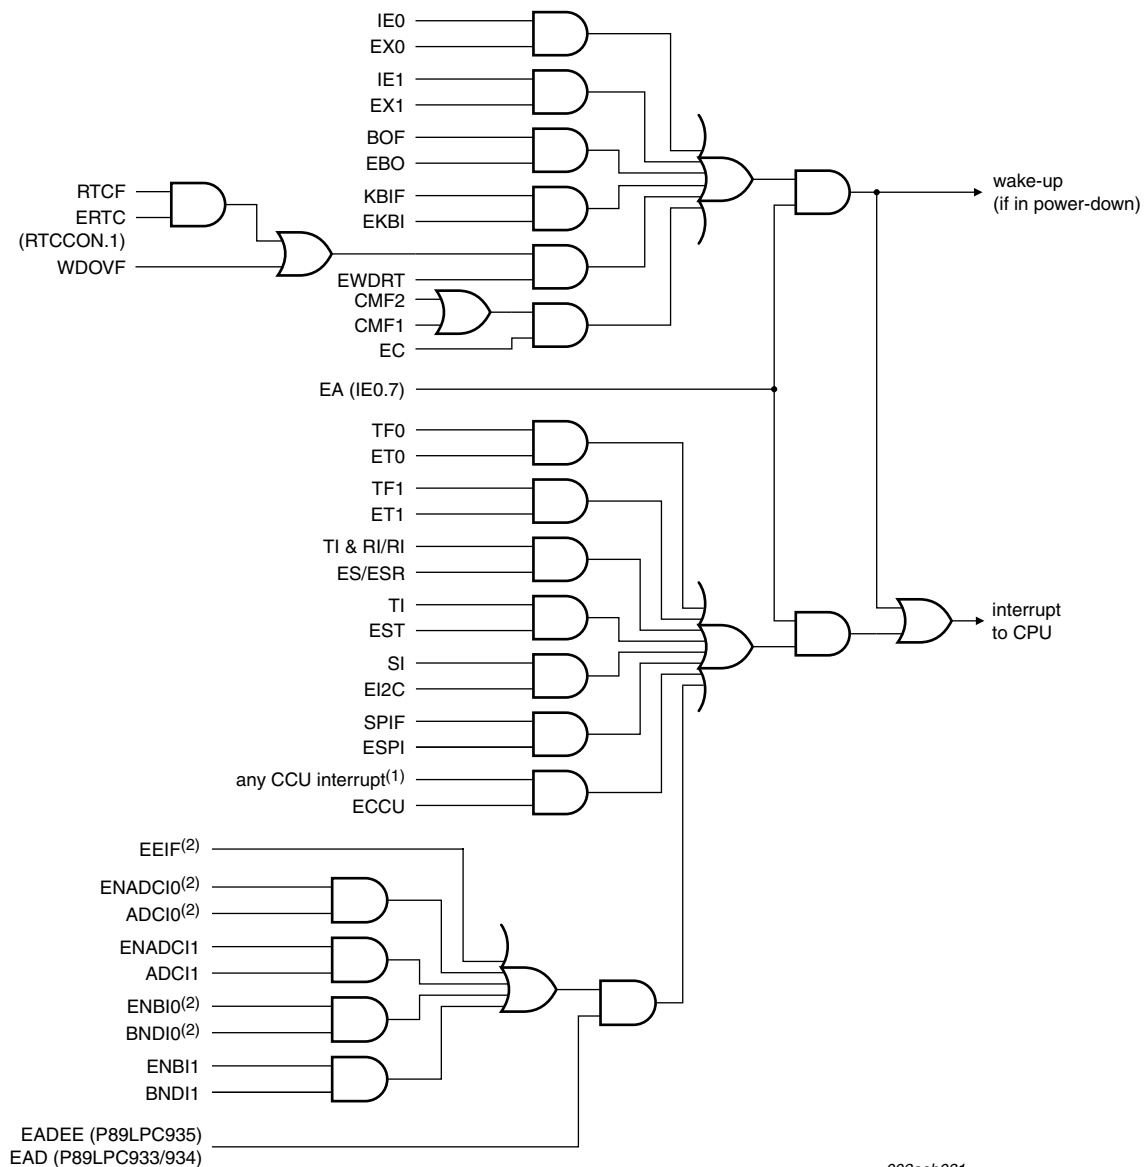 IE0
EX0
IE1
EX1
BOF
EBO
KBIF
EKBI
RTCF
ERTC
(RTCCON.1)
WDOVF
EWDRT
CMF2
CMF1
EC
wake-up
(if in power-down)
EA (IE0.7)
TF0
ET0
TF1
ET1
TI & RI/RI
ES/ESR
TI
EST
SI
EI2C
SPIF
ESPI
any CCU interrupt(1)
ECCU
interrupt
to CPU
EEIF(2)
ENADCI0(2)
ADCI0(2)
ENADCI1
ADCI1
ENBI0(2)
BNDI0(2)
ENBI1
BNDI1
EADEE (P89LPC935)
EAD (P89LPC933/934)